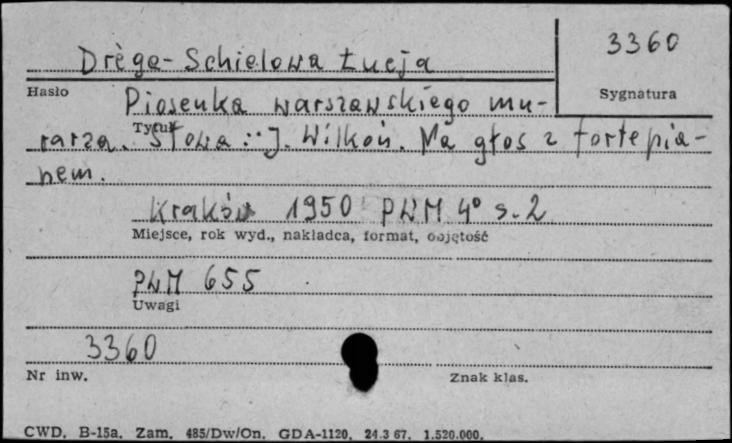 3360
Drège-Schielowa Łucja
Hasło
Sygnatura
Piosenka warszawskiego mu-
Tytuł
rarza. Słowa: J. Wilkoń. Na głos z fortepia-
nem.
Kraków 1950 PWM 4° s. 2
Miejsce, rok wyd., nakładca, format, objętość
PWM 655
Uwagi
3360
Nr inw.
Znak klas.
CWD. B-15a. Zam. 485/Dw/On. GDA-1120. 24.3 67. 1.520.000.